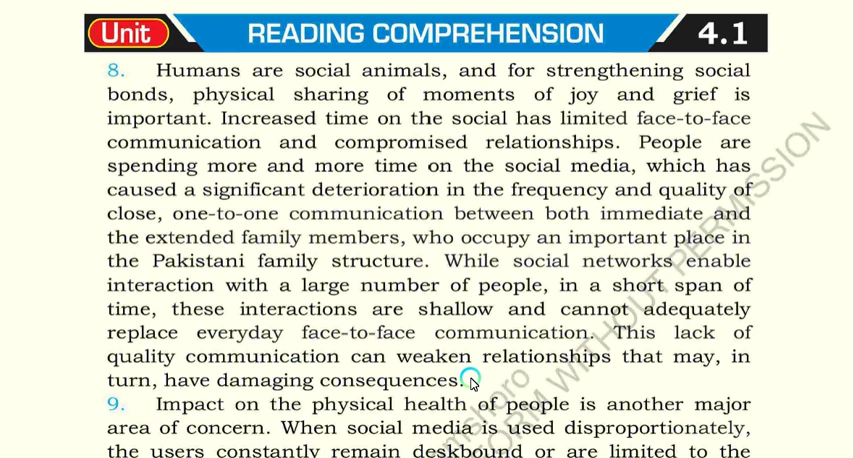 Unit READING COMPREHENSION 4.1
8. Humans are social animals, and for strengthening social
bonds, physical sharing of moments of joy and grief is
important. Increased time on the social has limited face-to-face
communication and compromised relationships. People are
spending more and more time on the social media, which has
caused a significant deterioration in the frequency and quality of
close, one-to-one communication between both immediate and
the extended family members, who occupy an important place in
the Pakistani family structure. While social networks enable
interaction with a large number of people, in a short span of
time, these interactions are shallow and cannot adequately
replace everyday face-to-face communication. This lack of
quality communication can weaken relationships that may, in
turn, have damaging consequences.
9. Impact on the physical health of people is another major
area of concern. When social media is used disproportionately,
the users constantly remain deskbound or are limited to the
WITHOUT PERMISSION